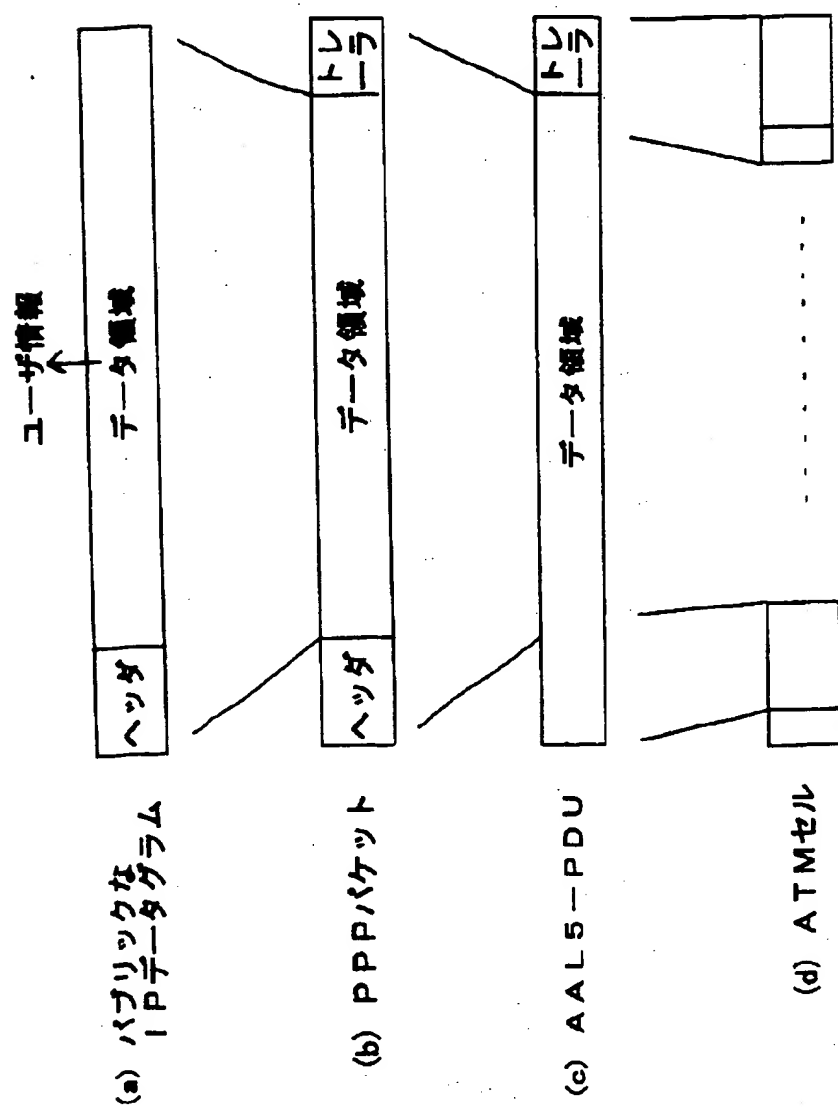 ユーザ情報
(a) パブリックな
IPデータグラム
ヘッダ
データ領域
(b) PPPパケット
ヘッダ
データ領域
トレ
ーラ
(c) AAL5-PDU
データ領域
トレ
ーラ
(d) ATMセル